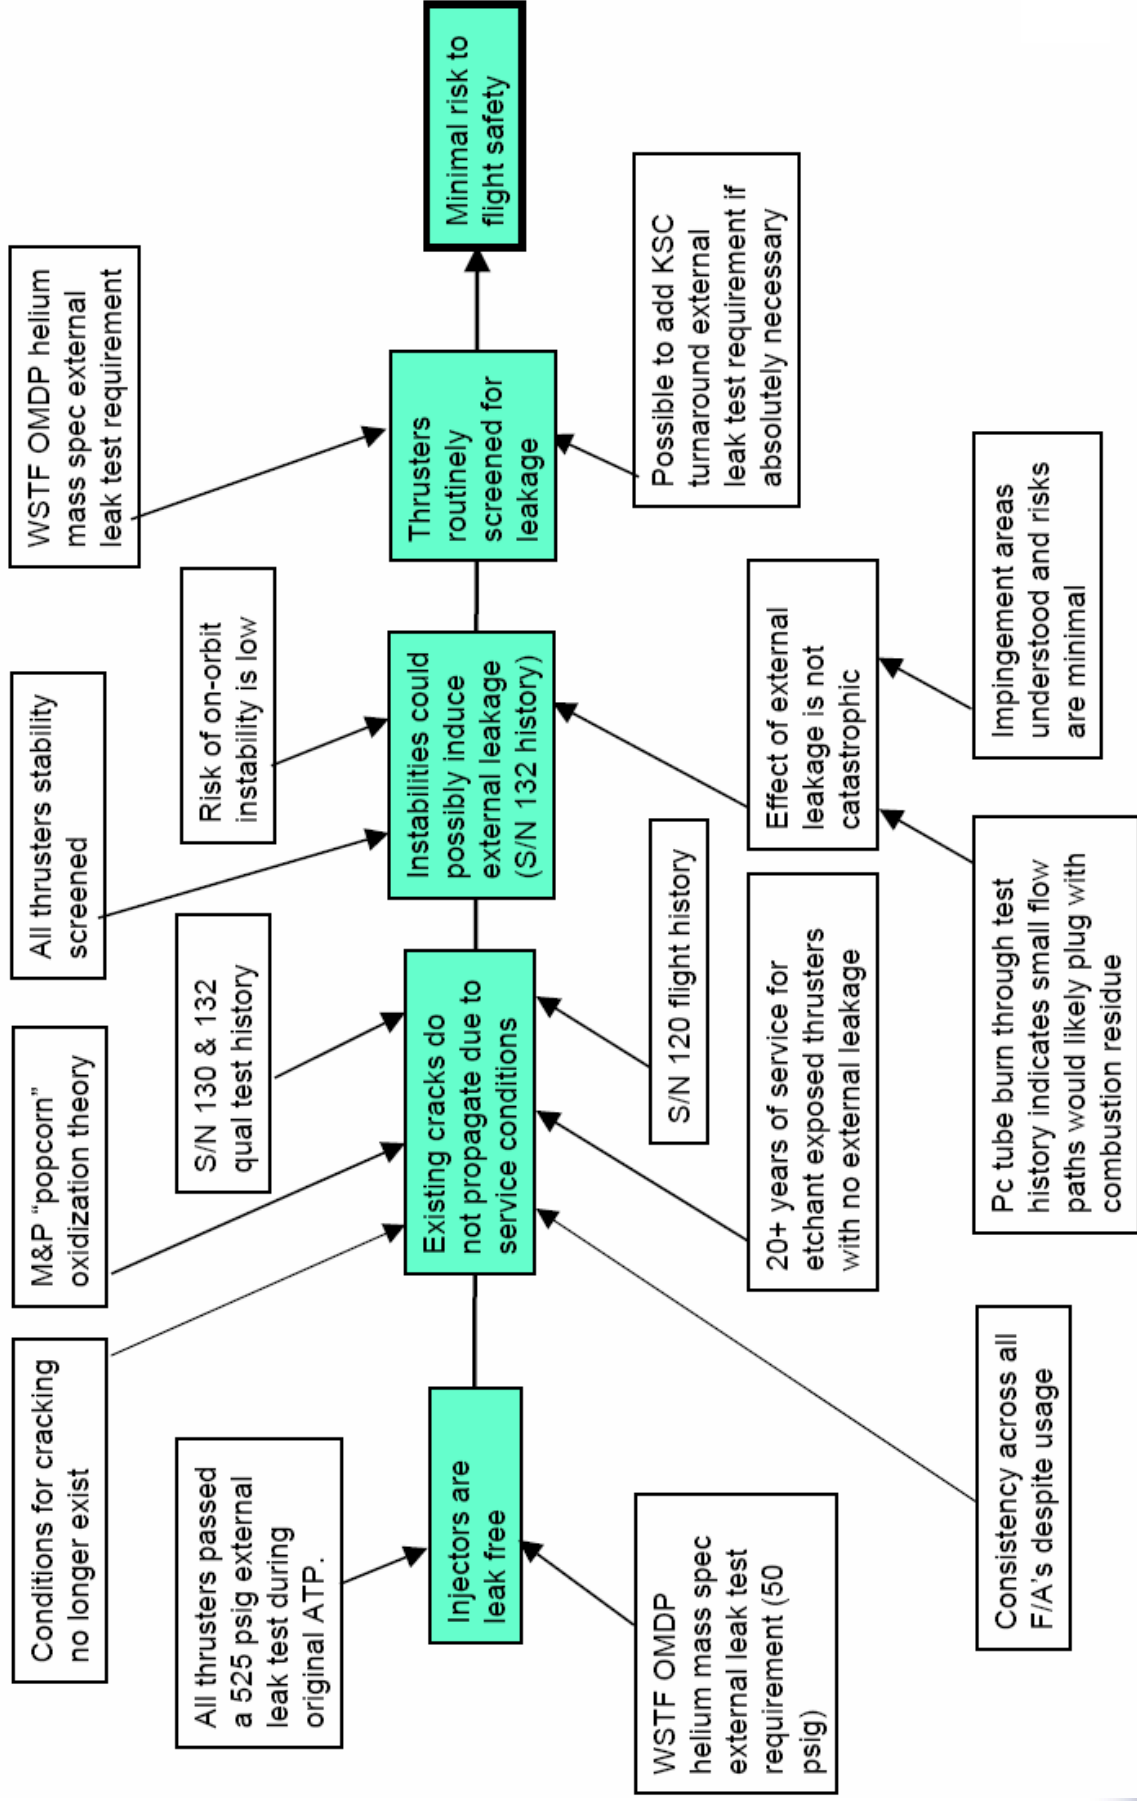 Conditions for cracking
no longer exist
M&P “popcorn”
oxidization theory
All thrusters stability
screened
WSTF OMDP helium
mass spec external
leak test requirement
All thrusters passed
a 525 psig external
leak test during
original ATP.
S/N 130 & 132
qual test history
Risk of on-orbit
instability is low
Injectors are
leak free
Existing cracks do
not propagate due to
service conditions
Instabilities could
possibly induce
external leakage
(S/N 132 history)
Thrusters
routinely
screened for
leakage
Minimal risk to
flight safety
WSTF OMDP
helium mass spec
external leak test
requirement (50
psig)
S/N 120 flight history
Possible to add KSC
turnaround external
leak test requirement if
absolutely necessary
20+ years of service for
etchant exposed thrusters
with no external leakage
Effect of external
leakage is not
catastrophic
Consistency across all
F/A's despite usage
Pc tube burn through test
history indicates small flow
paths would likely plug with
combustion residue
Impingement areas
understood and risks
are minimal